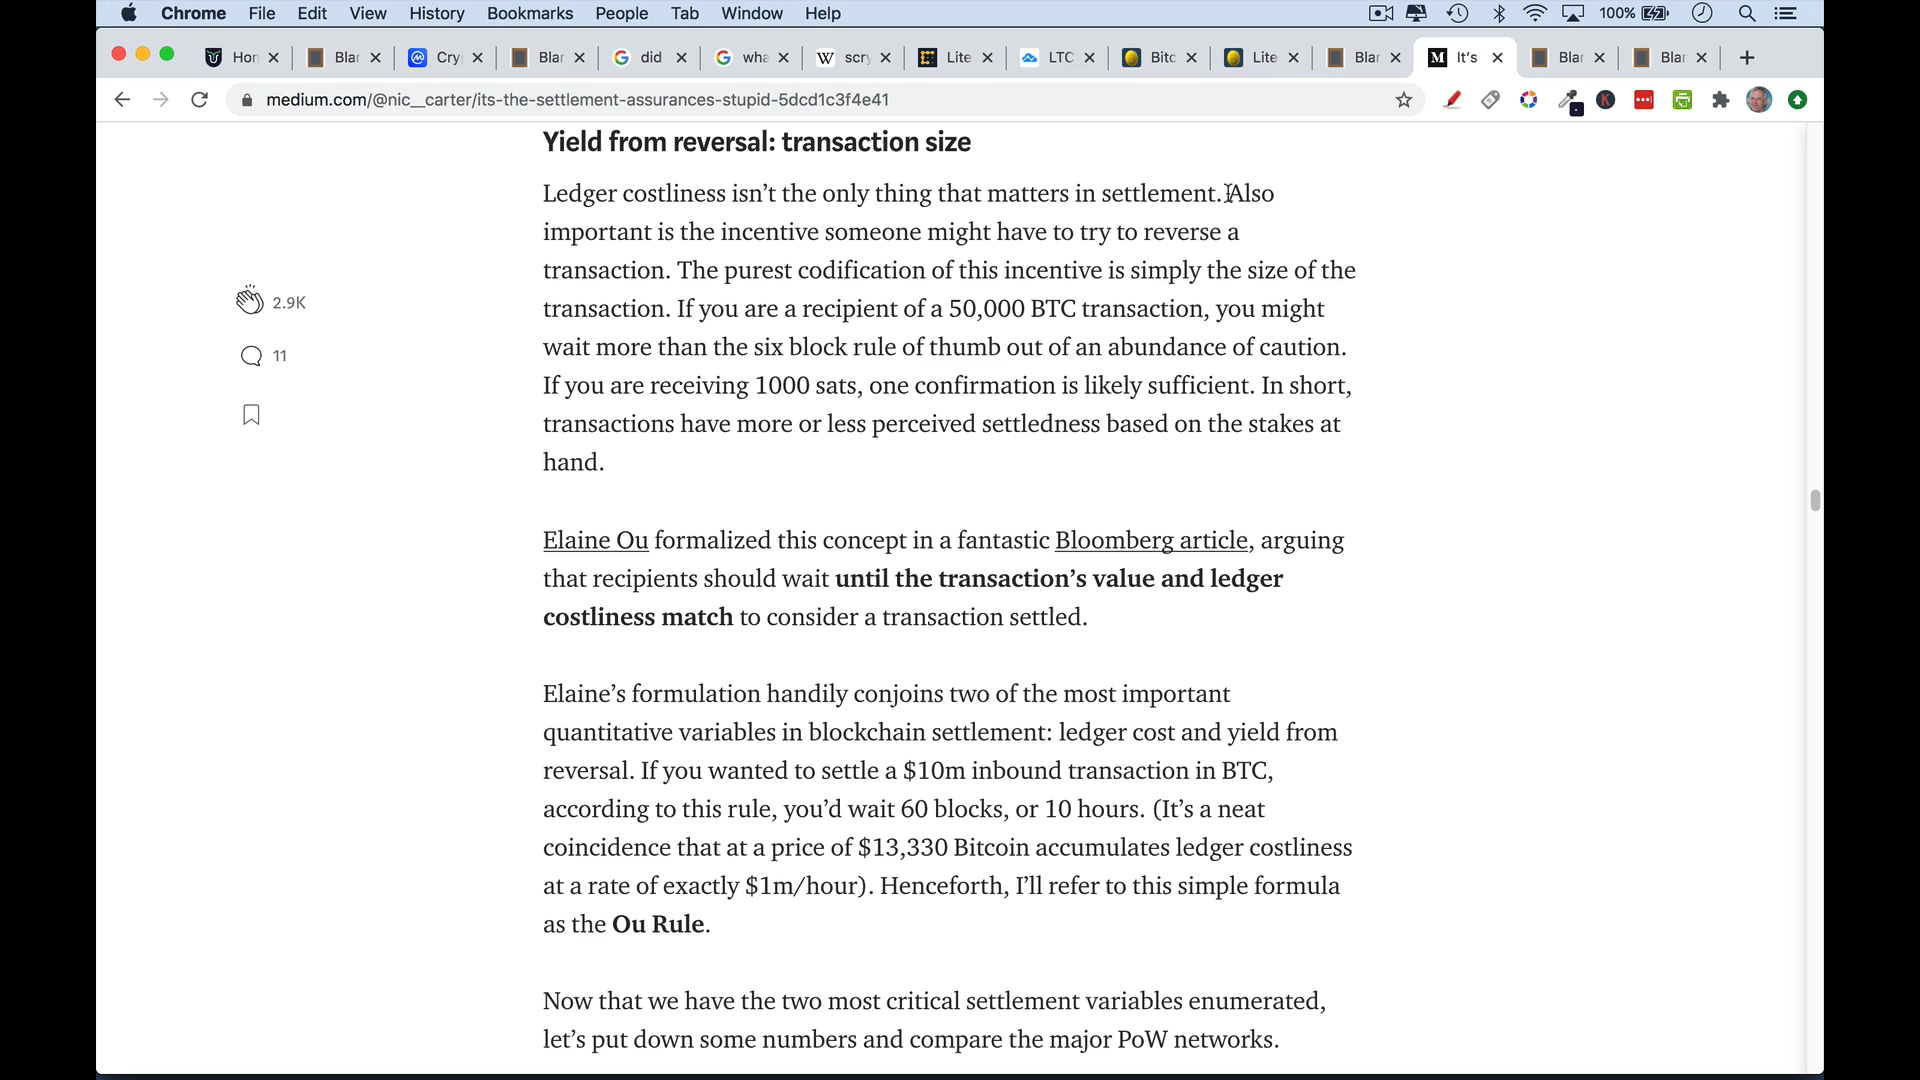 Chrome File Edit View History Bookmarks People Tab Window Help 100%
Hon Blar Cry Blar did wha scry Lite LTC Bitc Lite Blar It's Blar Blar
medium.com/@nic__carter/its-the-settlement-assurances-stupid-5dcd1c3f4e41
Yield from reversal: transaction size
Ledger costliness isn’t the only thing that matters in settlement. Also
important is the incentive someone might have to try to reverse a
transaction. The purest codification of this incentive is simply the size of the
transaction. If you are a recipient of a 50,000 BTC transaction, you might
wait more than the six block rule of thumb out of an abundance of caution.
If you are receiving 1000 sats, one confirmation is likely sufficient. In short,
transactions have more or less perceived settledness based on the stakes at
hand.
2.9K
11
Elaine Ou formalized this concept in a fantastic Bloomberg article, arguing
that recipients should wait until the transaction’s value and ledger
costliness match to consider a transaction settled.
Elaine’s formulation handily conjoins two of the most important
quantitative variables in blockchain settlement: ledger cost and yield from
reversal. If you wanted to settle a $10m inbound transaction in BTC,
according to this rule, you’d wait 60 blocks, or 10 hours. (It’s a neat
coincidence that at a price of $13,330 Bitcoin accumulates ledger costliness
at a rate of exactly $1m/hour). Henceforth, I’ll refer to this simple formula
as the Ou Rule.
Now that we have the two most critical settlement variables enumerated,
let’s put down some numbers and compare the major PoW networks.